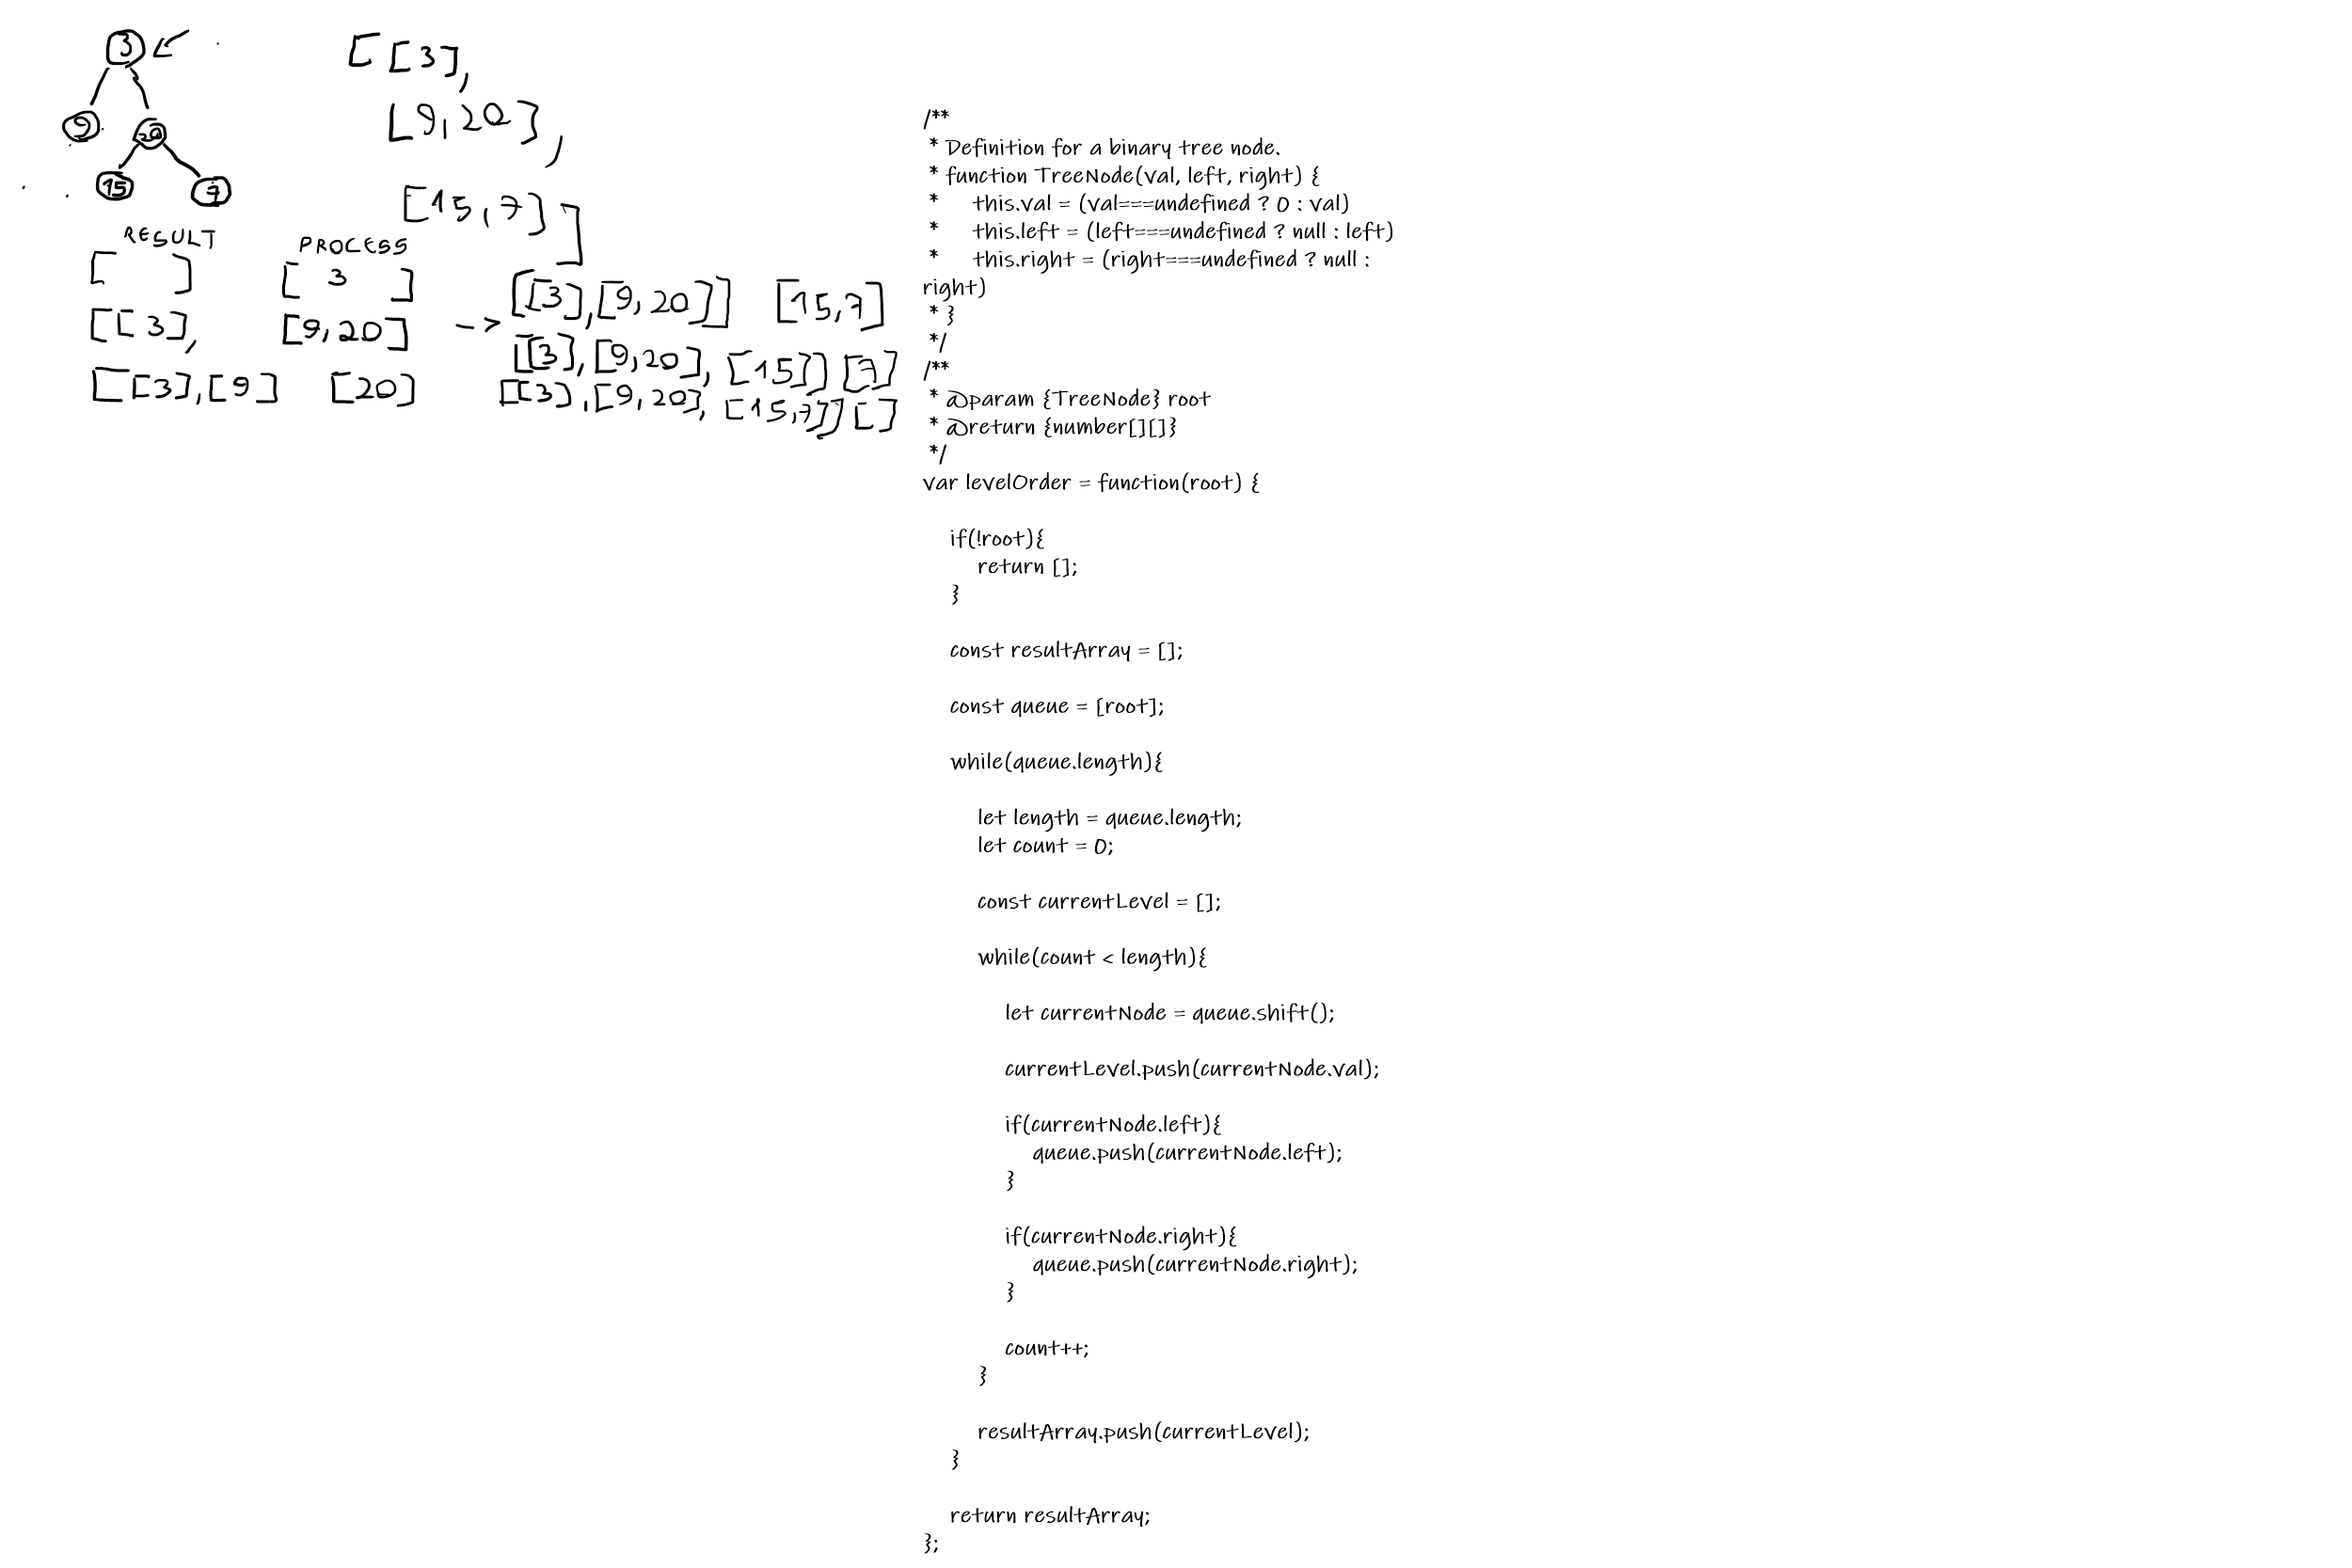 3
9 20
15 7
[[3],
[9,20],
[15,7]]
RESULT PROCESS
[ ] [ 3 ]
[[3], [9,20]
[[3],[9] [20]
-> [[3],[9,20]] [15,7]
[[3],[9,20],[15]] [7]
[[3],[9,20],[15,7]] []
/**
* Definition for a binary tree node.
* function TreeNode(val, left, right) {
* this.val = (val===undefined ? 0 : val)
* this.left = (left===undefined ? null : left)
* this.right = (right===undefined ? null :
right)
* }
*/
/**
* @param {TreeNode} root
* @return {number[][]}
*/
var levelOrder = function(root) {
if(!root){
return [];
}
const resultArray = [];
const queue = [root];
while(queue.length){
let length = queue.length;
let count = 0;
const currentLevel = [];
while(count < length){
let currentNode = queue.shift();
currentLevel.push(currentNode.val);
if(currentNode.left){
queue.push(currentNode.left);
}
if(currentNode.right){
queue.push(currentNode.right);
}
count++;
}
resultArray.push(currentLevel);
}
return resultArray;
};